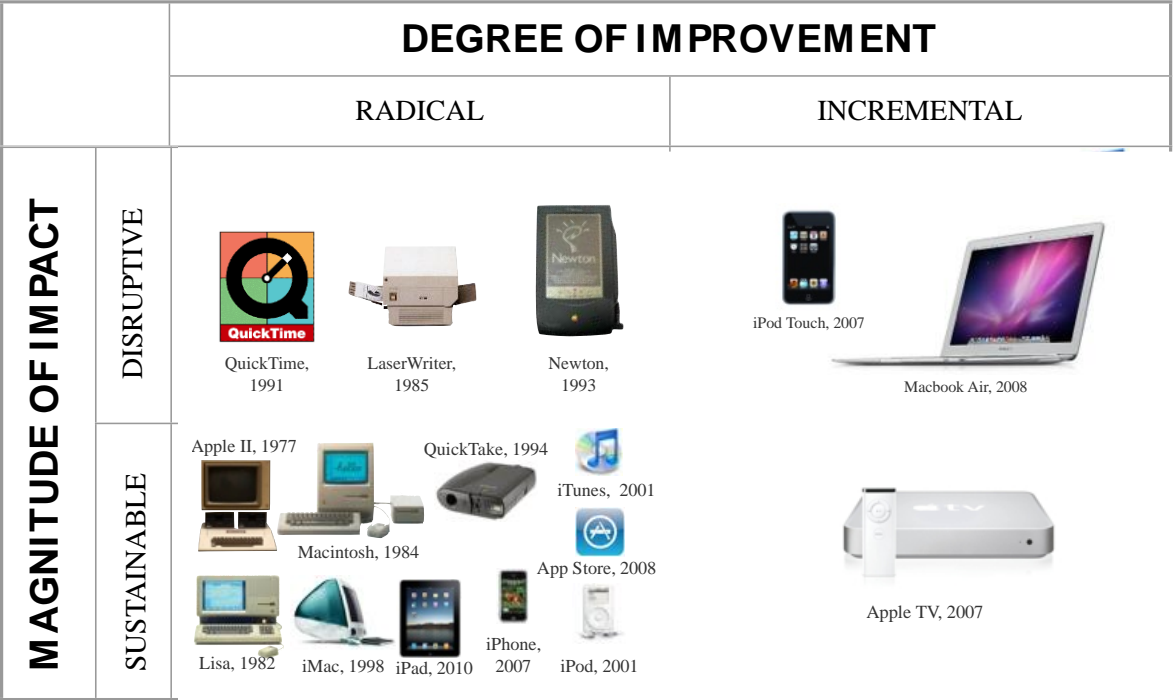 DEGREE OF IMPROVEMENT
RADICAL
INCREMENTAL
MAGNITUDE OF IMPACT
DISRUPTIVE
QuickTime
QuickTime,
1991
LaserWriter,
1985
Newton
Newton,
1993
iPod Touch, 2007
Macbook Air, 2008
SUSTAINABLE
Apple II, 1977
hello
Macintosh, 1984
QuickTake, 1994
iTunes, 2001
App Store, 2008
Lisa, 1982
iMac, 1998
iPad, 2010
iPhone,
2007
iPod, 2001
tv
Apple TV, 2007